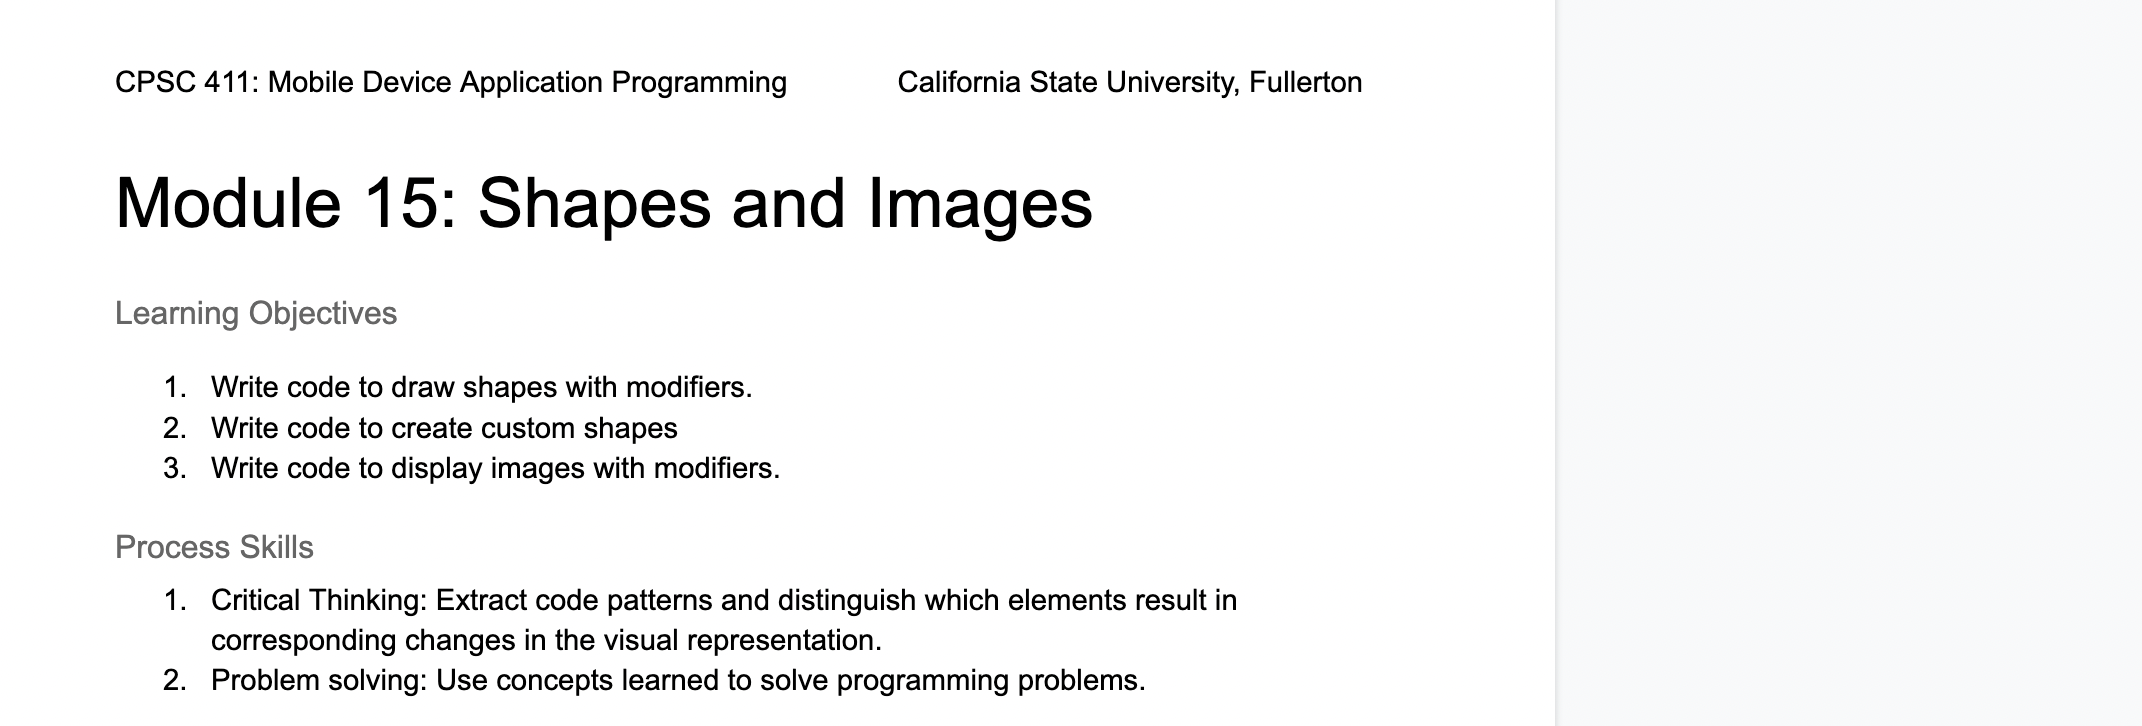 CPSC 411: Mobile Device Application Programming California State University, Fullerton
Module 15: Shapes and Images
Learning Objectives
1. Write code to draw shapes with modifiers.
2. Write code to create custom shapes
3. Write code to display images with modifiers.
Process Skills
1. Critical Thinking: Extract code patterns and distinguish which elements result in
corresponding changes in the visual representation.
2. Problem solving: Use concepts learned to solve programming problems.